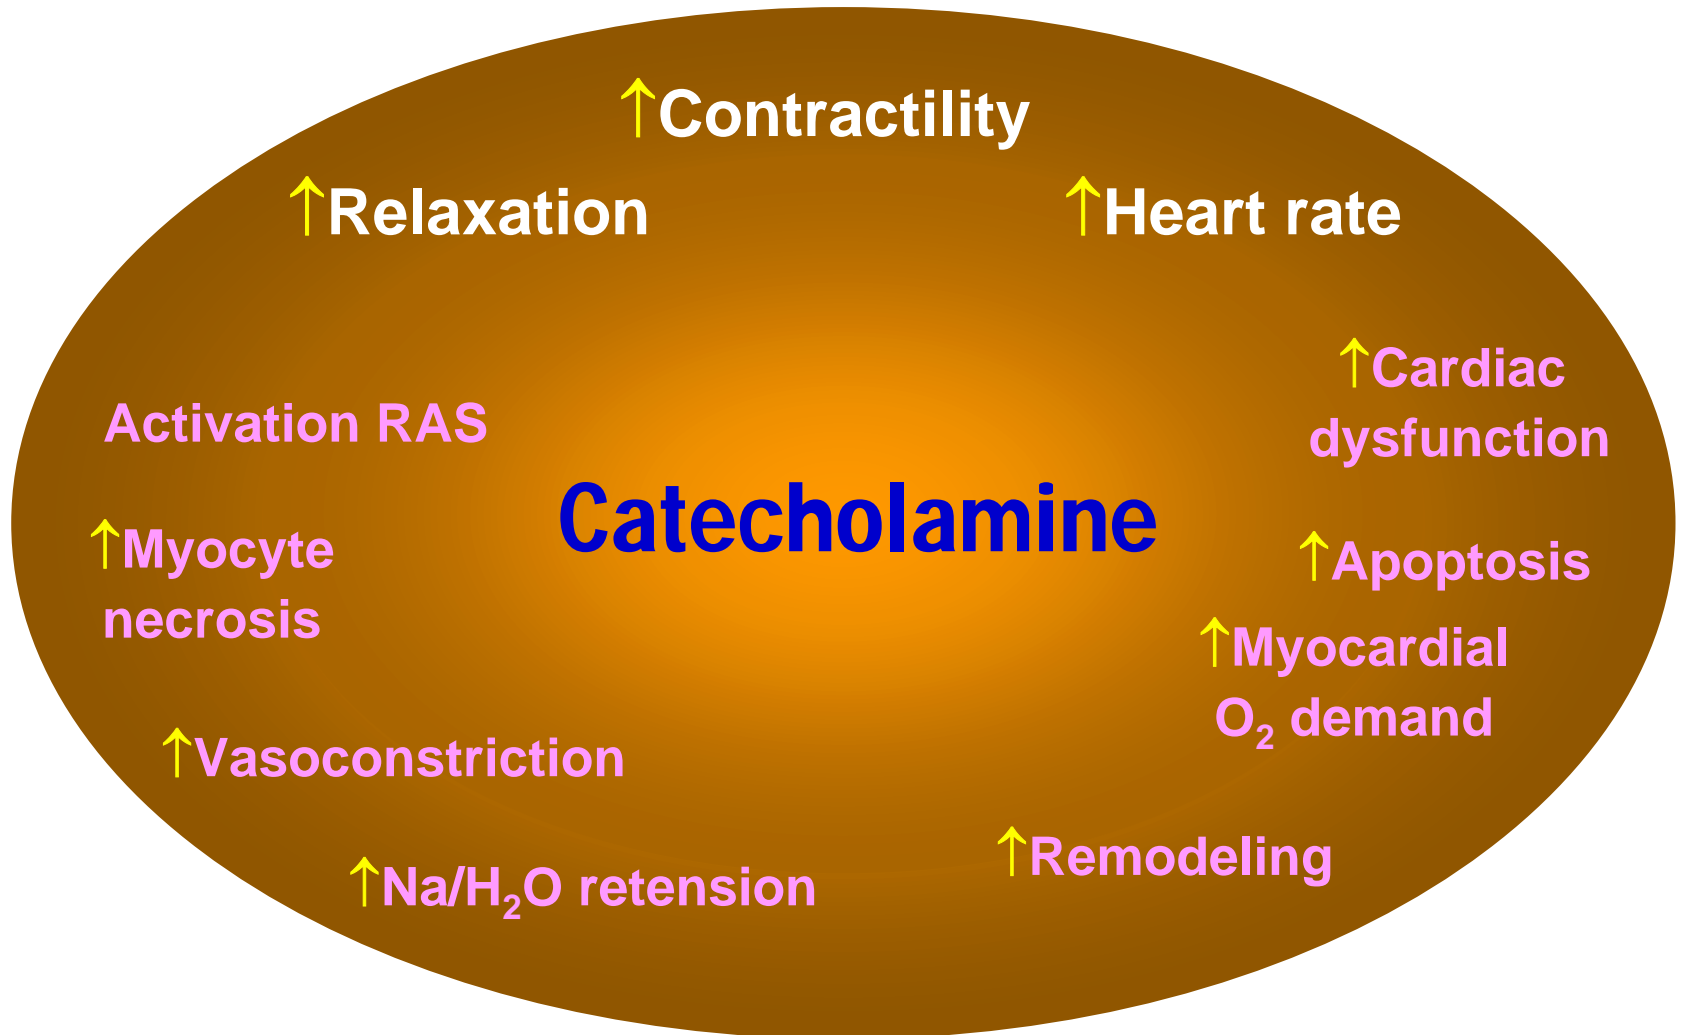 ↑Contractility
↑Relaxation
↑Heart rate
↑Cardiac
dysfunction
Activation RAS
Catecholamine
↑Myocyte
necrosis
↑Apoptosis
↑Myocardial
O₂ demand
↑Vasoconstriction
↑Remodeling
↑Na/H₂O retension